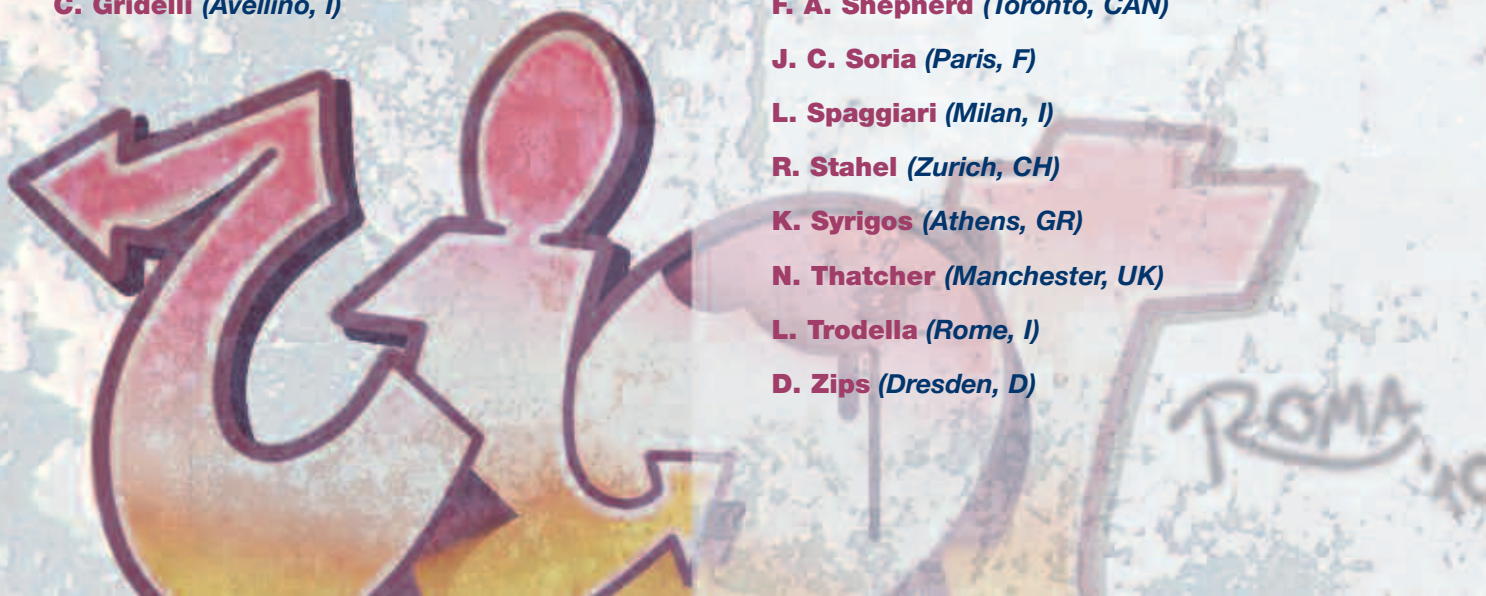 C. Gridelli (Avellino, I)
F. A. Shepherd (Toronto, CAN)
J. C. Soria (Paris, F)
L. Spaggiari (Milan, I)
R. Stahel (Zurich, CH)
K. Syrigos (Athens, GR)
N. Thatcher (Manchester, UK)
L. Trodella (Rome, I)
D. Zips (Dresden, D)
ROMA